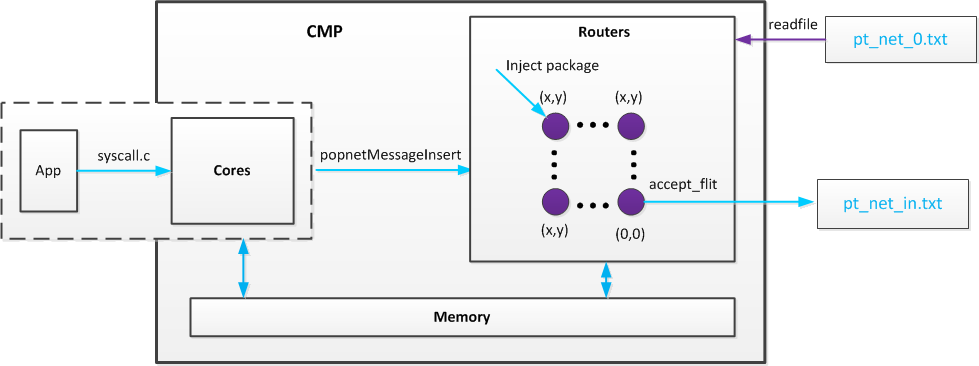 CMP
Routers
readfile
pt_net_0.txt
Inject package
(x,y)
(x,y)
App
syscall.c
Cores
popnetMessageInsert
accept_flit
pt_net_in.txt
(x,y)
(0,0)
Memory